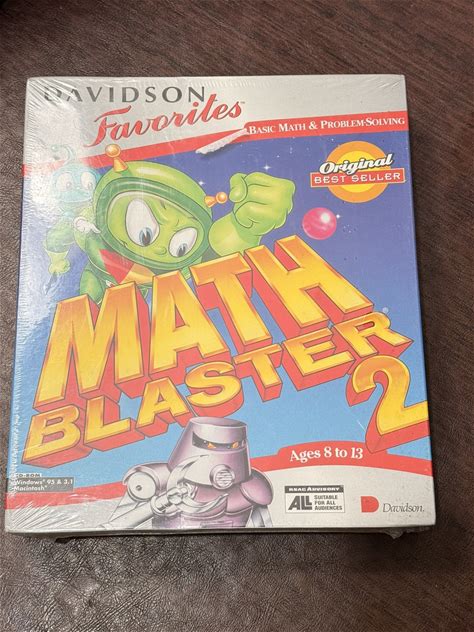 DAVIDSON
Favorites™
BASIC MATH & PROBLEM-SOLVING
Original
BEST SELLER
MATH
BLASTER®
2
Ages 8 to 13
CD-ROM
Windows® 95 & 3.1
Macintosh®
RSAC ADVISORY
ALL
SUITABLE
FOR ALL
AUDIENCES
Davidson.